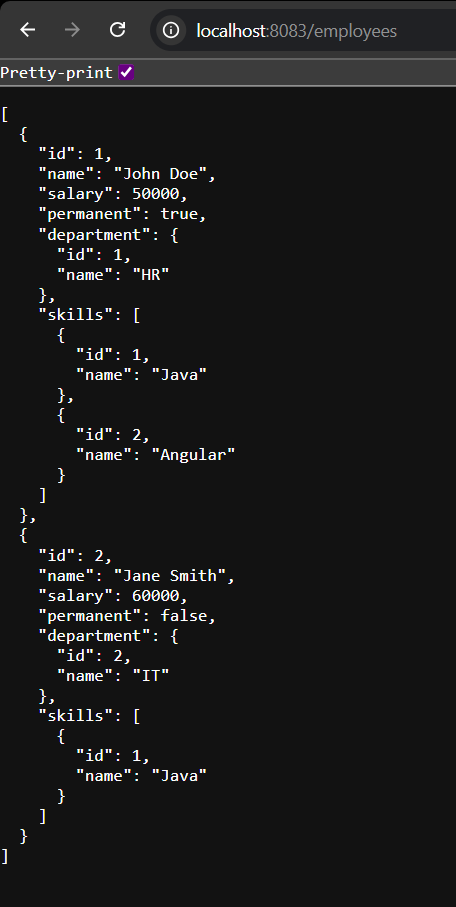 localhost:8083/employees
Pretty-print
[
  {
    "id": 1,
    "name": "John Doe",
    "salary": 50000,
    "permanent": true,
    "department": {
      "id": 1,
      "name": "HR"
    },
    "skills": [
      {
        "id": 1,
        "name": "Java"
      },
      {
        "id": 2,
        "name": "Angular"
      }
    ]
  },
  {
    "id": 2,
    "name": "Jane Smith",
    "salary": 60000,
    "permanent": false,
    "department": {
      "id": 2,
      "name": "IT"
    },
    "skills": [
      {
        "id": 1,
        "name": "Java"
      }
    ]
  }
]